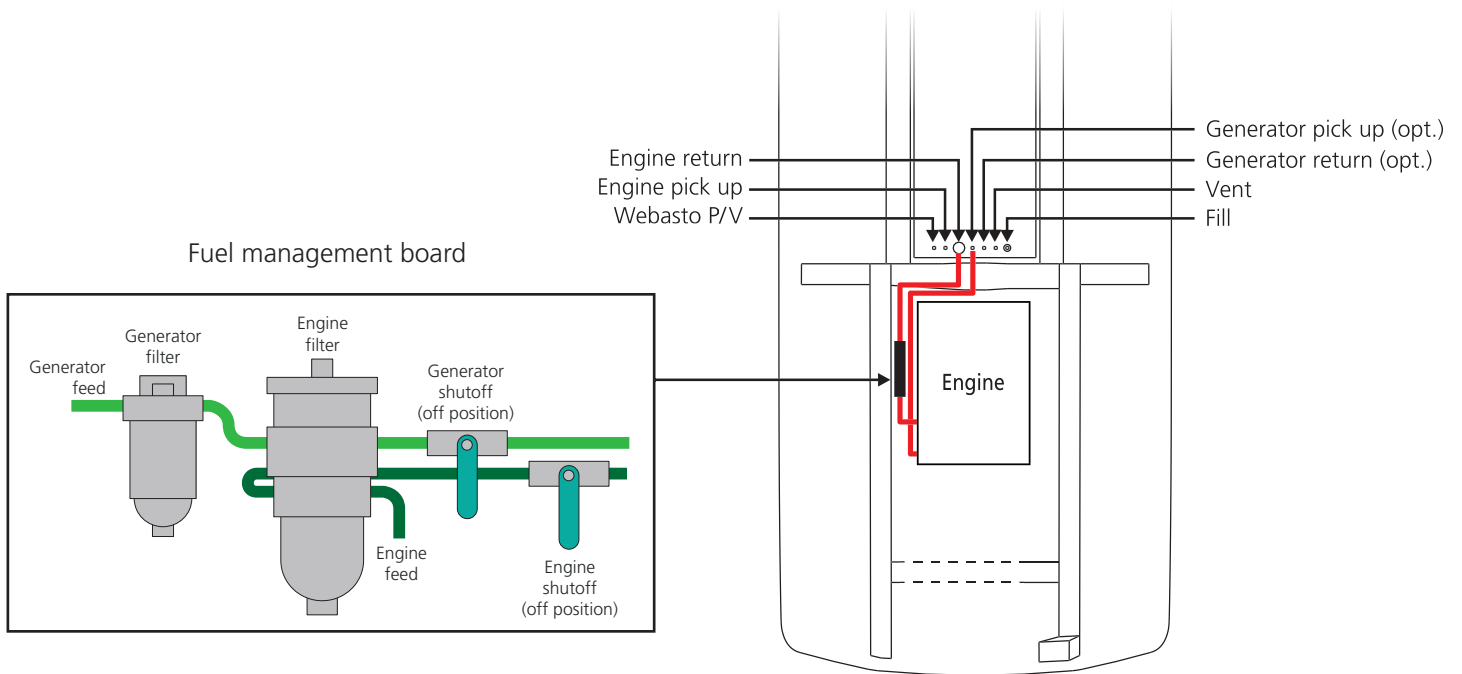 Generator pick up (opt.)
Engine return
Generator return (opt.)
Engine pick up
Vent
Webasto P/V
Fill
Fuel management board
Engine
filter
Generator
filter
Generator
feed
Generator
shutoff
(off position)
Engine
Engine
feed
Engine
shutoff
(off position)